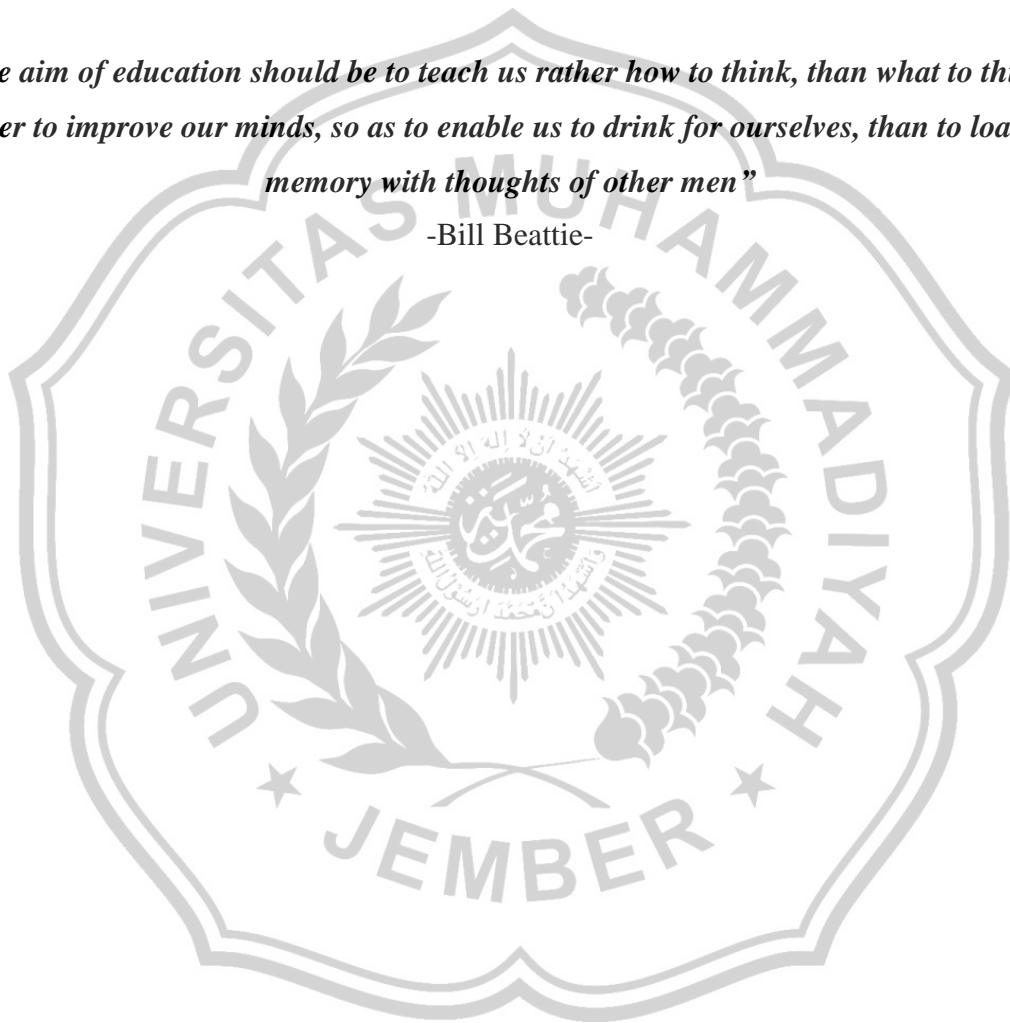 e aim of education should be to teach us rather how to think, than what to thi
er to improve our minds, so as to enable us to drink for ourselves, than to loa
memory with thoughts of other men”
-Bill Beattie-
UNIVERSITAS MUHAMMADIYAH
JEMBER